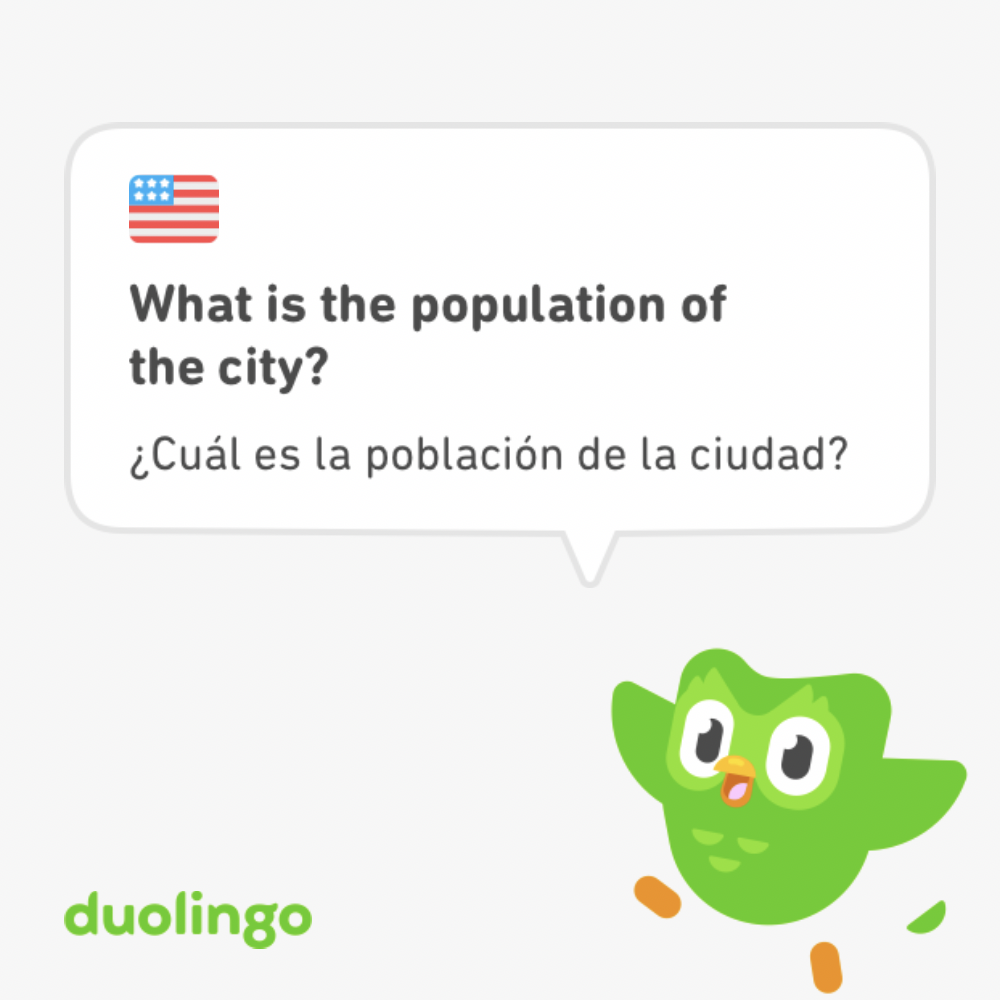 What is the population of
the city?
¿Cuál es la población de la ciudad?
duolingo